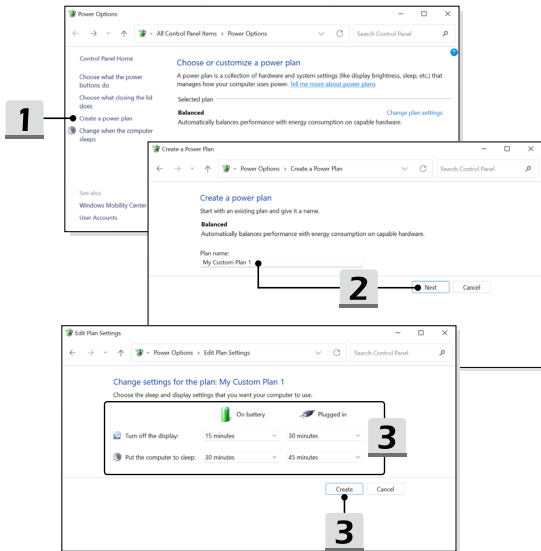 Power Options
All Control Panel Items > Power Options
Search Control Panel
Control Panel Home
Choose what the power
buttons do
Choose what closing the lid
does
Create a power plan
Change when the computer
sleeps
See also
Windows Mobility Center
User Accounts
Choose or customize a power plan
A power plan is a collection of hardware and system settings (like display brightness, sleep, etc.) that
manages how your computer uses power. Tell me more about power plans
Selected plan
Balanced
Change plan settings
Automatically balances performance with energy consumption on capable hardware.
1
Create a Power Plan
Power Options > Create a Power Plan
Search Control Panel
Create a power plan
Start with an existing plan and give it a name.
Balanced
Automatically balances performance with energy consumption on capable hardware.
Plan name:
My Custom Plan 1
2
Next
Cancel
Edit Plan Settings
Power Options > Edit Plan Settings
Search Control Panel
Change settings for the plan: My Custom Plan 1
Choose the sleep and display settings that you want your computer to use.
On battery
Plugged in
Turn off the display:
15 minutes
30 minutes
Put the computer to sleep:
30 minutes
45 minutes
3
Create
Cancel
3